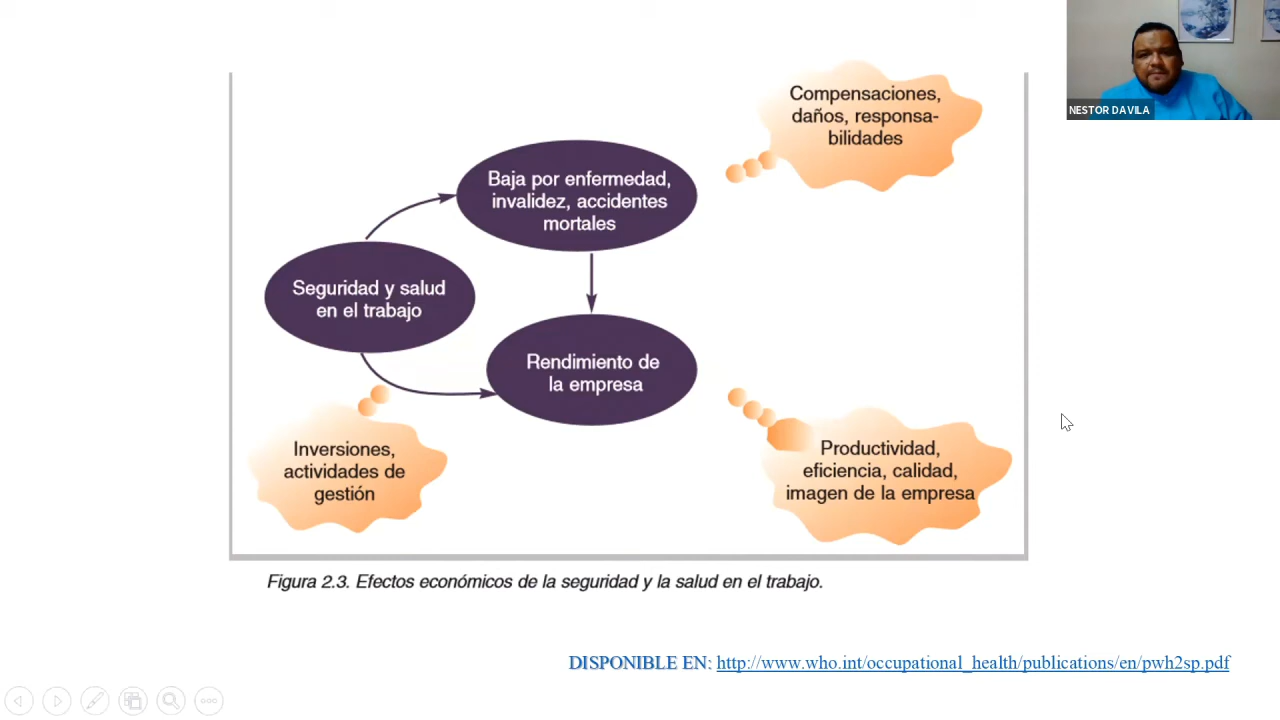 Compensaciones,
daños, responsa-
bilidades
NESTOR DAVILA
Baja por enfermedad,
invalidez, accidentes
mortales
Seguridad y salud
en el trabajo
Rendimiento de
la empresa
Inversiones,
actividades de
gestión
Productividad,
eficiencia, calidad,
imagen de la empresa
Figura 2.3. Efectos económicos de la seguridad y la salud en el trabajo.
DISPONIBLE EN: http://www.who.int/occupational_health/publications/en/pwh2sp.pdf